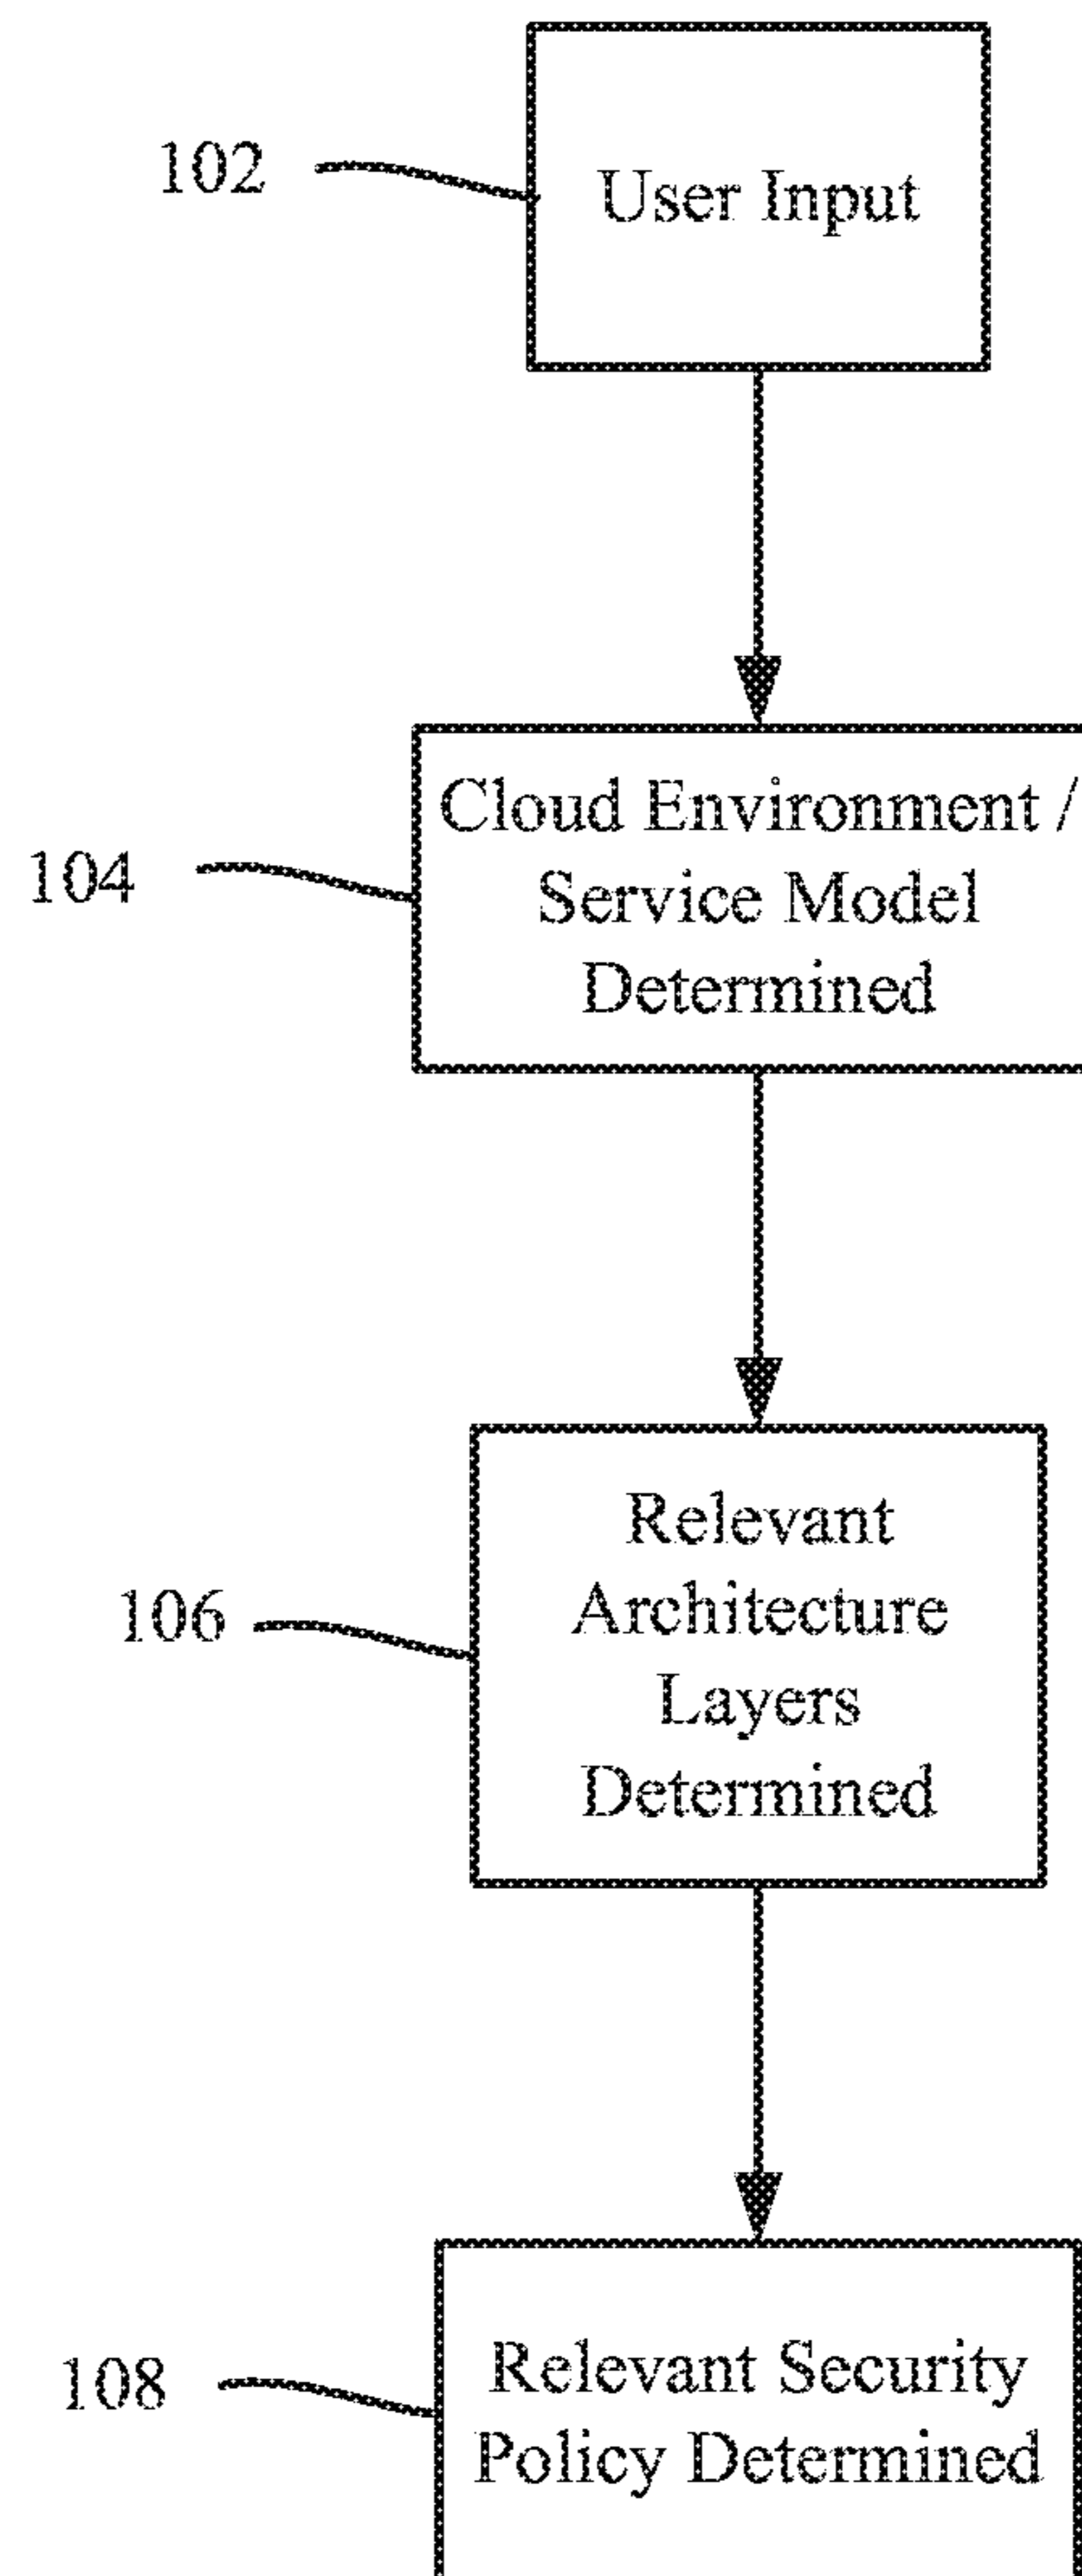 102
User Input
104
Cloud Environment /
Service Model
Determined
106
Relevant
Architecture
Layers
Determined
108
Relevant Security
Policy Determined